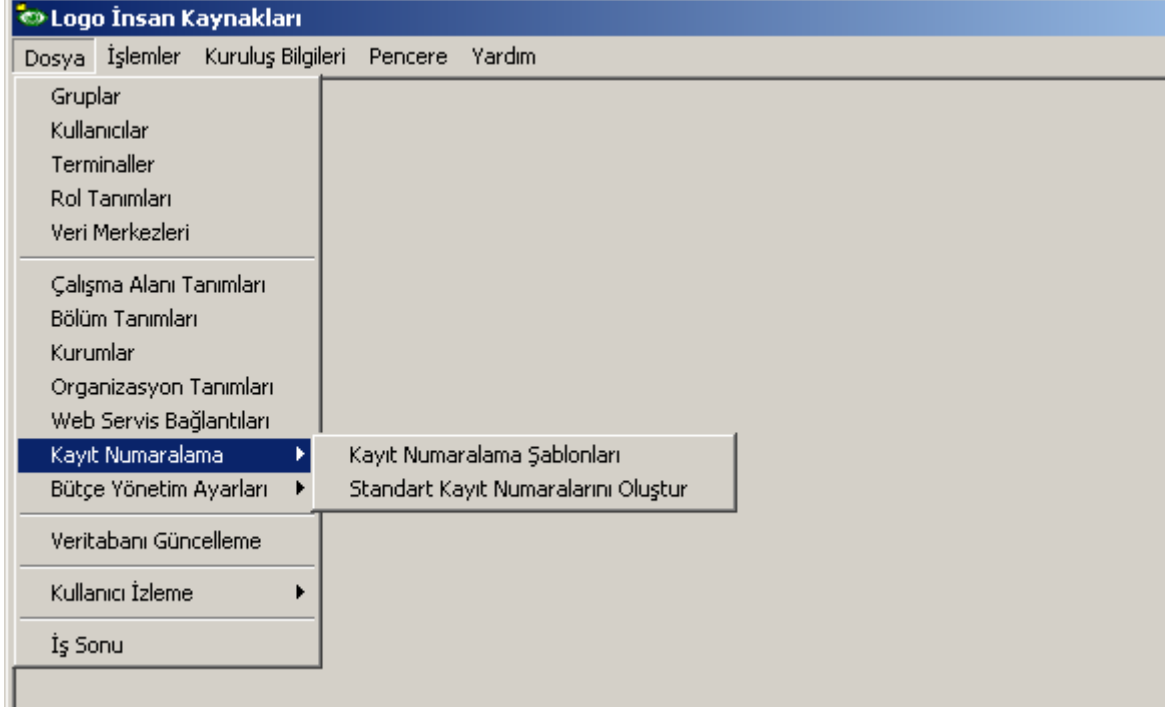 Logo İnsan Kaynakları
Dosya İşlemler Kuruluş Bilgileri Pencere Yardım
Gruplar
Kullanıcılar
Terminaller
Rol Tanımları
Veri Merkezleri
Çalışma Alanı Tanımları
Bölüm Tanımları
Kurumlar
Organizasyon Tanımları
Web Servis Bağlantıları
Kayıt Numaralama
Kayıt Numaralama Şablonları
Bütçe Yönetim Ayarları
Standart Kayıt Numaralarını Oluştur
Veritabanı Güncelleme
Kullanıcı İzleme
İş Sonu